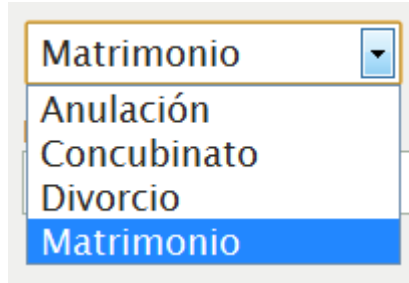 Matrimonio
Anulación
Concubinato
Divorcio
Matrimonio